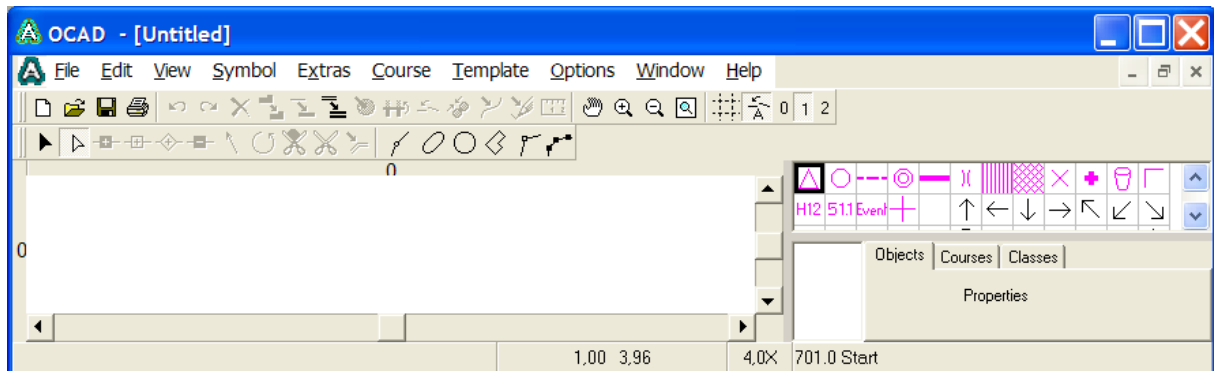 OCAD - [Untitled]
File Edit View Symbol Extras Course Template Options Window Help
A 0 1 2
0
H12 51.1 Event
0
Objects Courses Classes
Properties
1,00 3,96 4,0X 701.0 Start